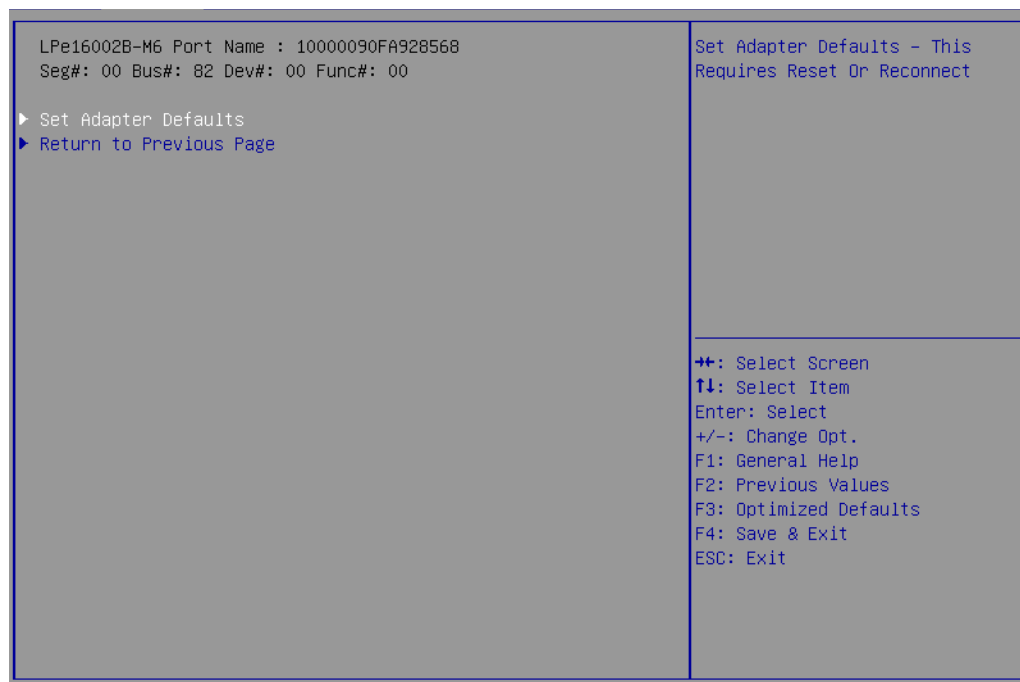 LPe16002B-M6 Port Name : 10000090FA928568
Seg#: 00 Bus#: 82 Dev#: 00 Func#: 00
Set Adapter Defaults
Return to Previous Page
Set Adapter Defaults - This
Requires Reset Or Reconnect
→←: Select Screen
↑↓: Select Item
Enter: Select
+/-: Change Opt.
F1: General Help
F2: Previous Values
F3: Optimized Defaults
F4: Save & Exit
ESC: Exit